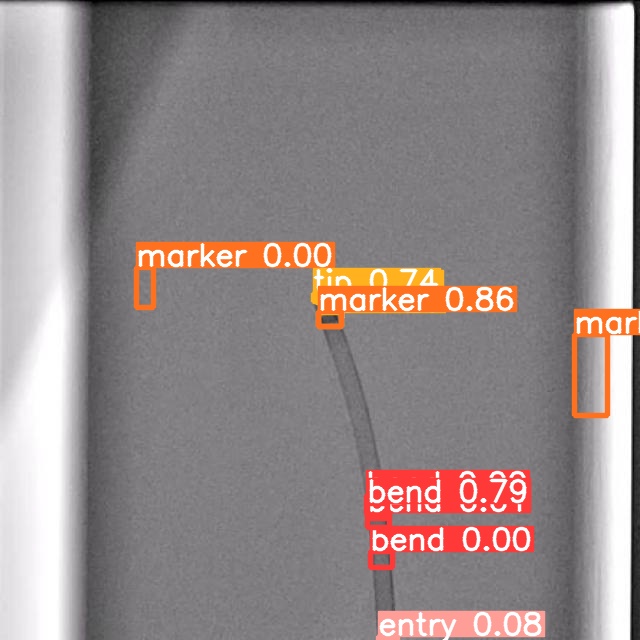 marker 0.00
tip 0.74
marker 0.86
mar
bend 0.79
bend 0.00
entry 0.08